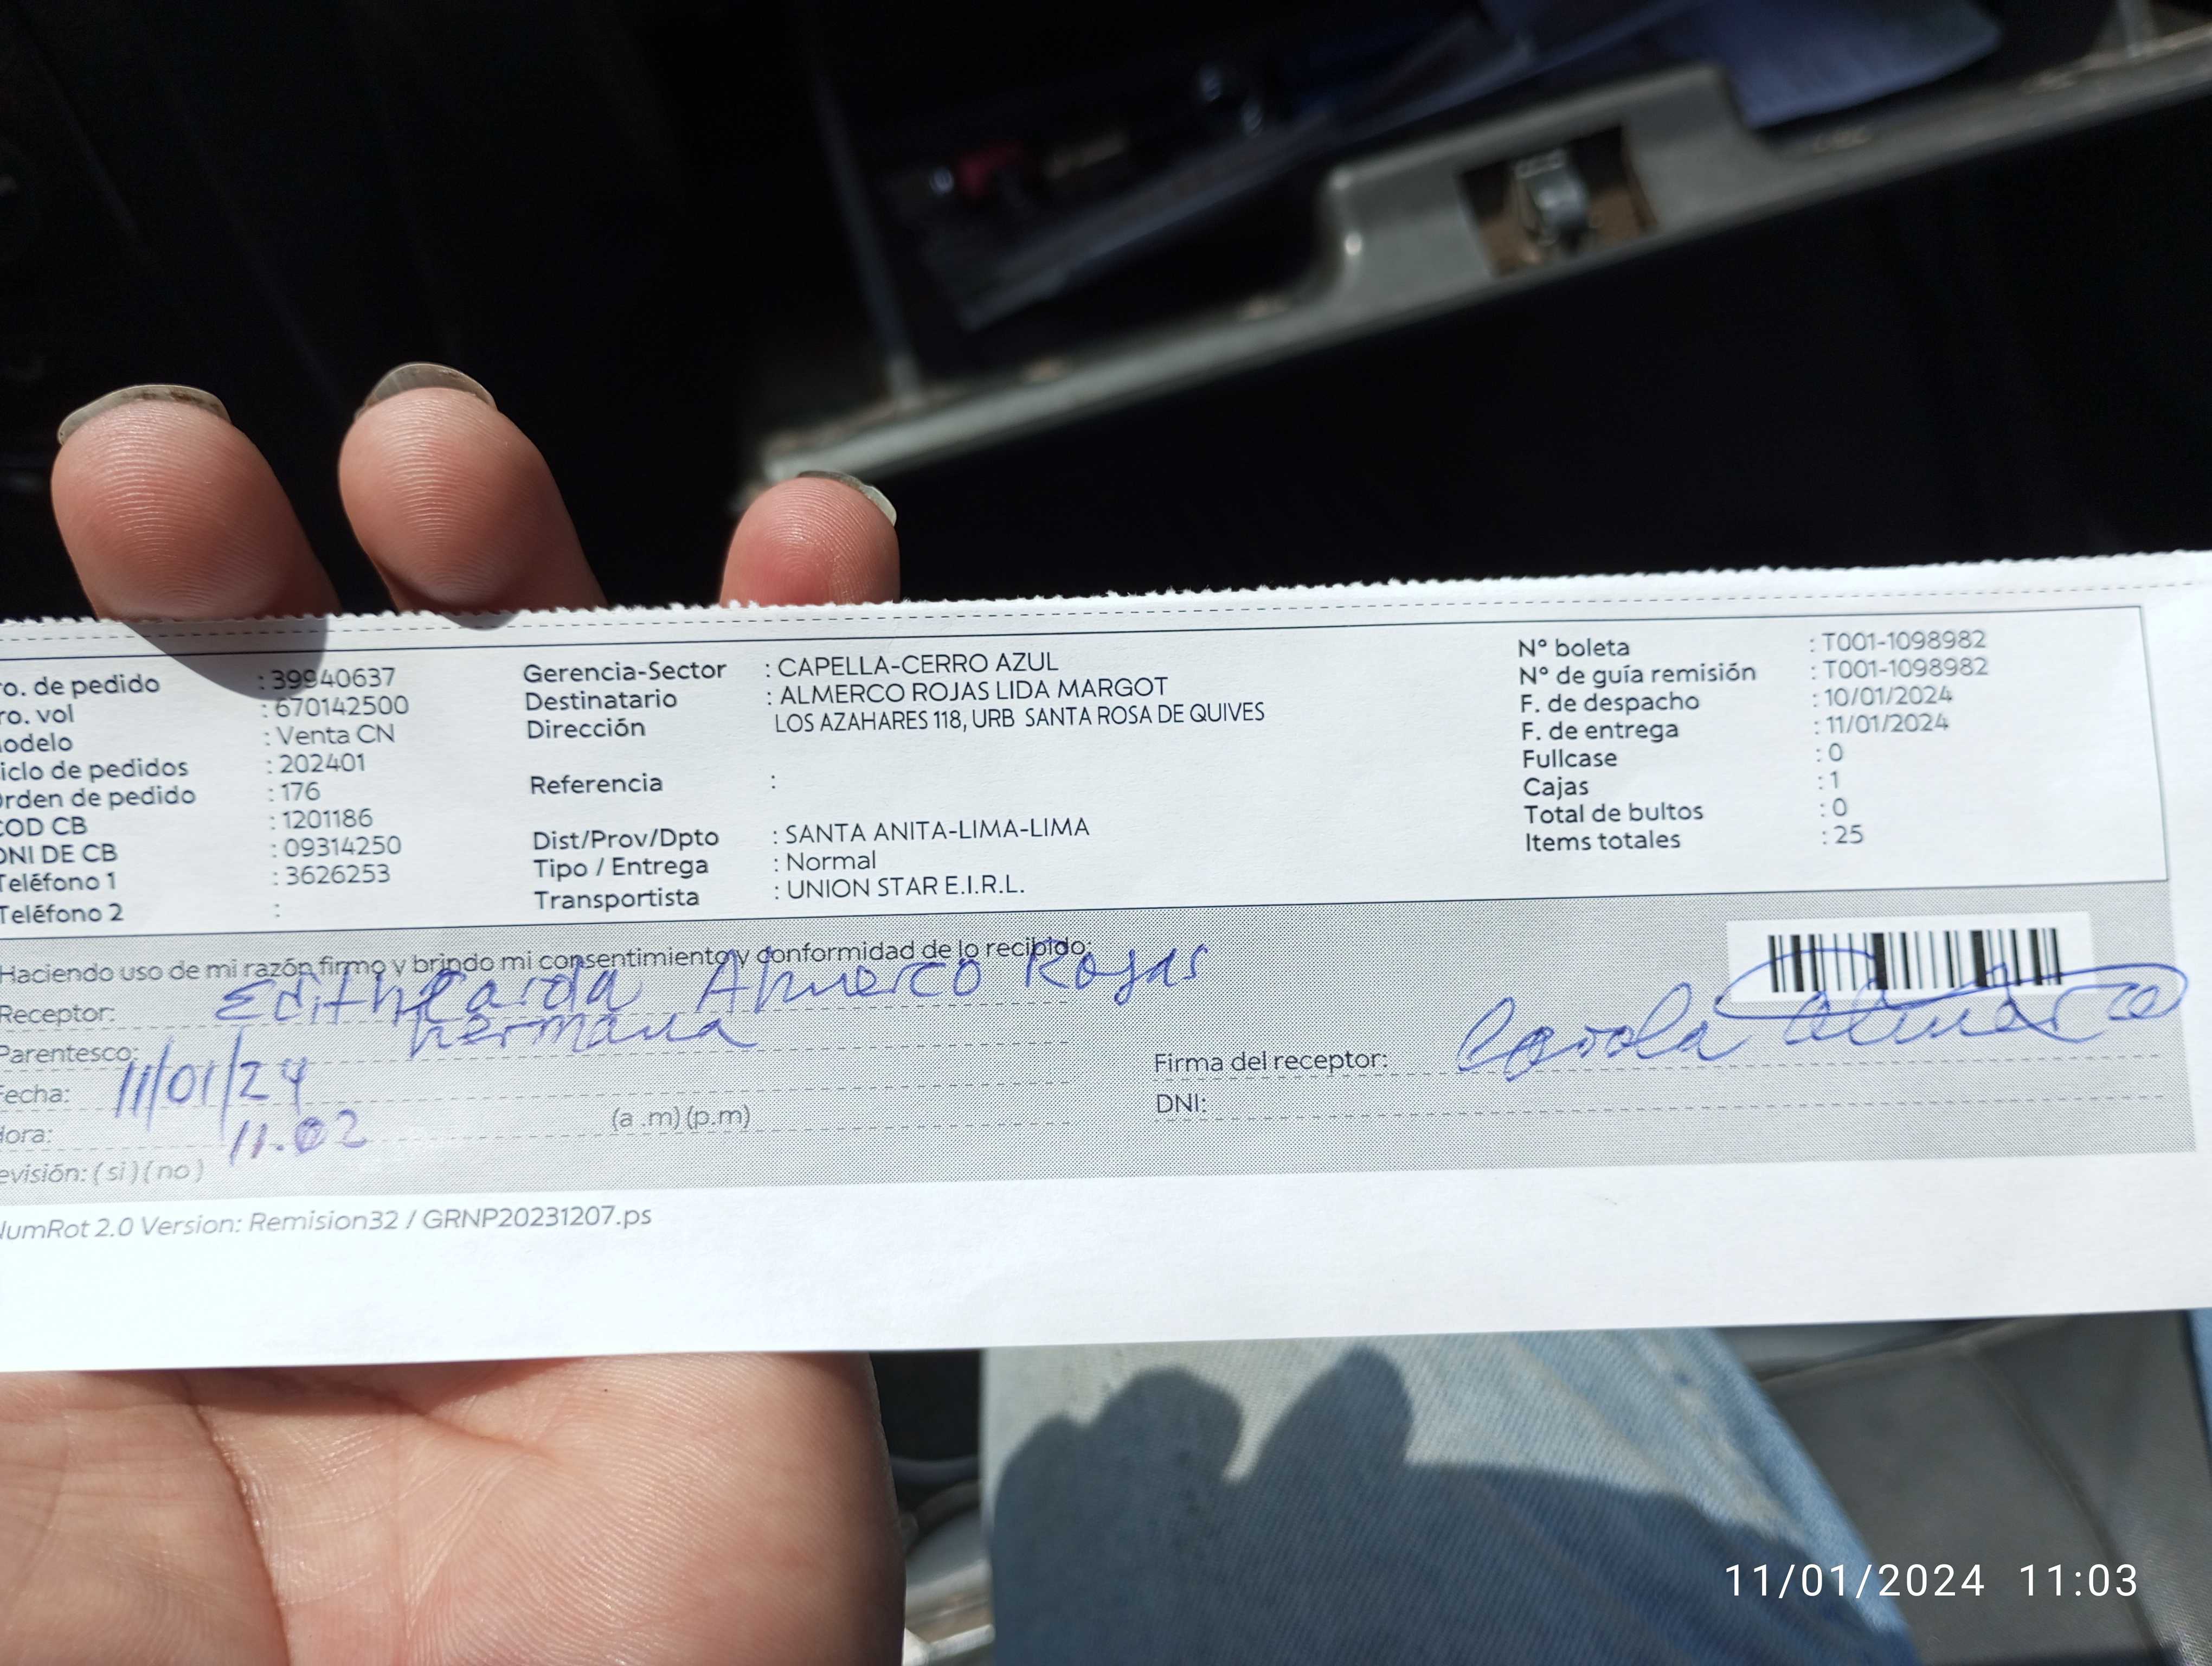 ro. de pedido : 39940637
ro. vol : 670142500
odelo : Venta CN
iclo de pedidos : 202401
rden de pedido : 176
COD CB : 1201186
DNI DE CB : 09314250
Teléfono 1 : 3626253
Teléfono 2 :
Gerencia-Sector : CAPELLA-CERRO AZUL
Destinatario : ALMERCO ROJAS LIDA MARGOT
Dirección LOS AZAHARES 118, URB SANTA ROSA DE QUIVES
Referencia :
Dist/Prov/Dpto : SANTA ANITA-LIMA-LIMA
Tipo / Entrega : Normal
Transportista : UNION STAR E.I.R.L.
N° boleta : T001-1098982
N° de guía remisión : T001-1098982
F. de despacho : 10/01/2024
F. de entrega : 11/01/2024
Fullcase : 0
Cajas : 1
Total de bultos : 0
Items totales : 25
Haciendo uso de mi razón firmo y brindo mi consentimiento y conformidad de lo recibido:
Receptor: Edith Almerco Rojas
Parentesco: hermana
Fecha: 11/01/24
Hora: 11.02 (a .m) (p.m)
evisión: ( si ) ( no )
Firma del receptor: Almerco
DNI:
NumRot 2.0 Version: Remision32 / GRNP20231207.ps
11/01/2024 11:03